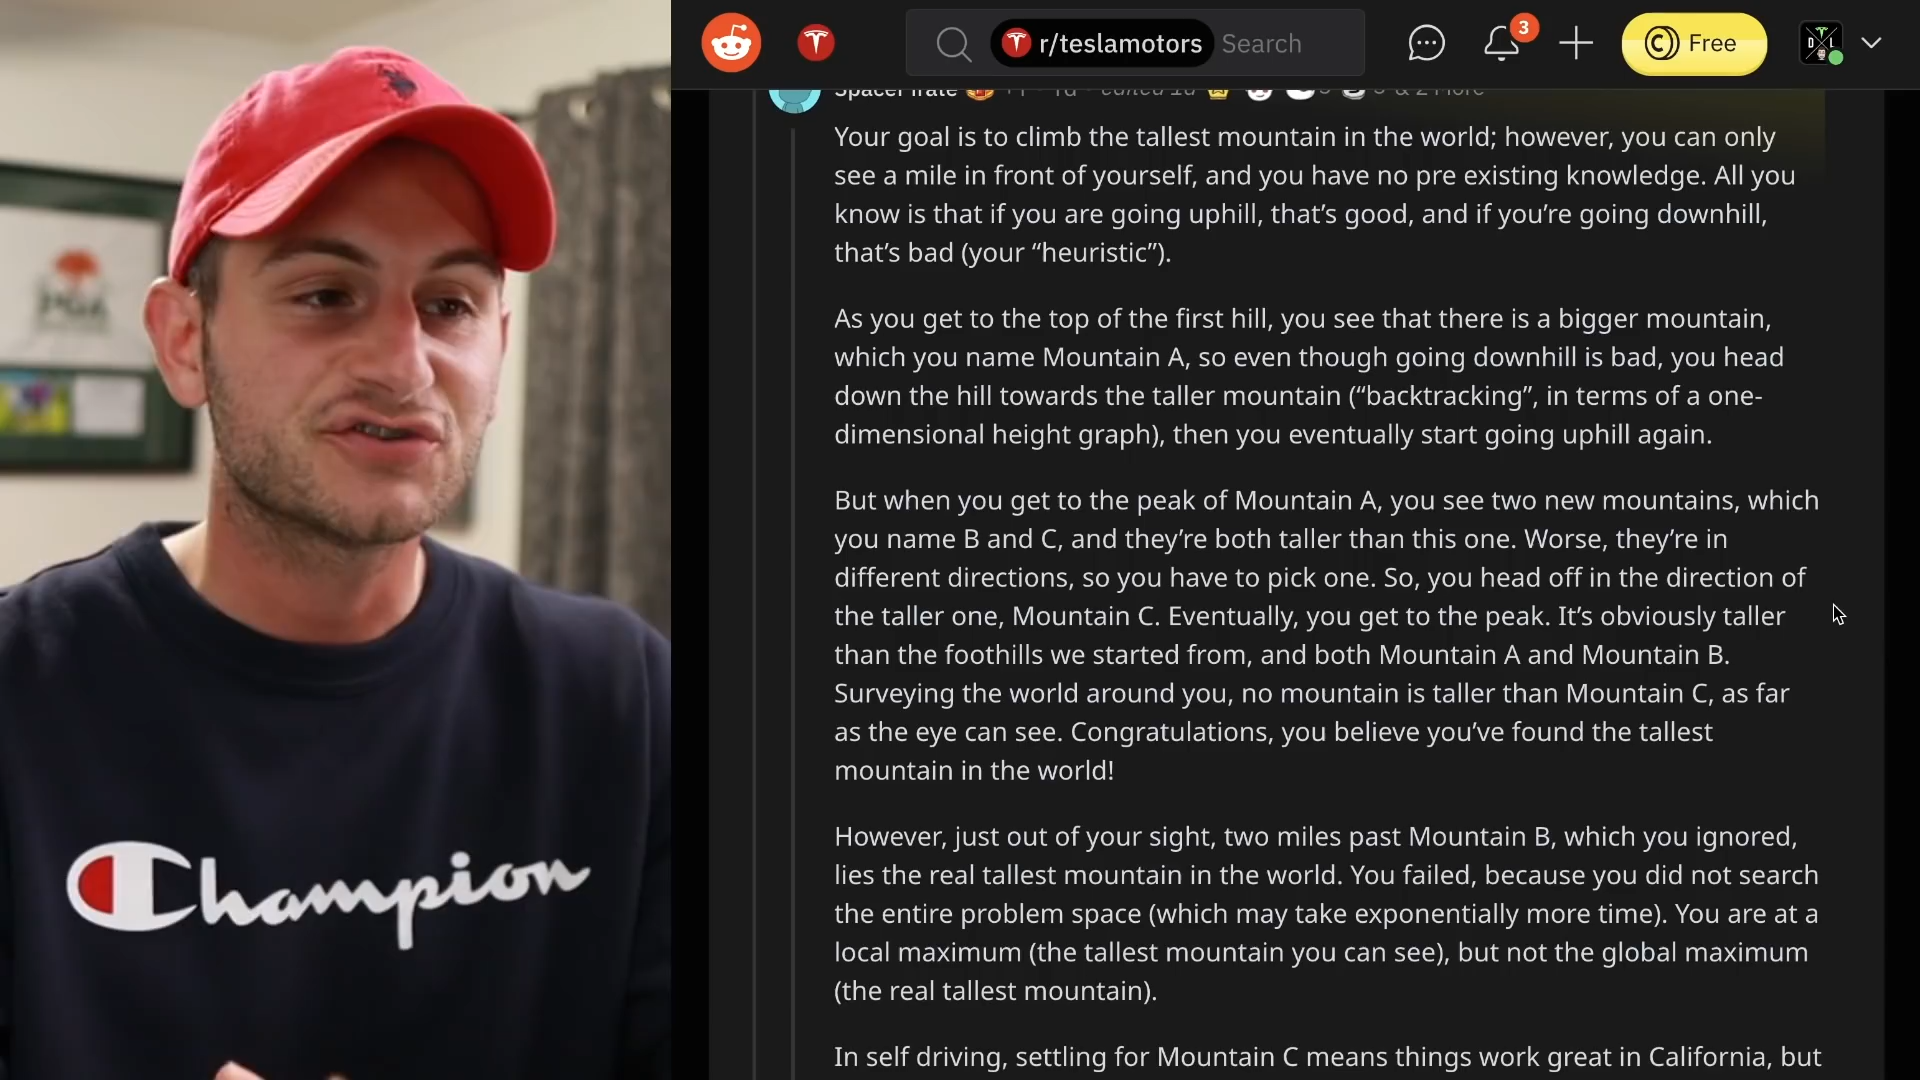 PGA
Champion
r/teslamotors Search
3
Free
SpacePirate +1 · 1d · edited 1d
Your goal is to climb the tallest mountain in the world; however, you can only
see a mile in front of yourself, and you have no pre existing knowledge. All you
know is that if you are going uphill, that’s good, and if you’re going downhill,
that’s bad (your “heuristic”).
As you get to the top of the first hill, you see that there is a bigger mountain,
which you name Mountain A, so even though going downhill is bad, you head
down the hill towards the taller mountain (“backtracking”, in terms of a one-
dimensional height graph), then you eventually start going uphill again.
But when you get to the peak of Mountain A, you see two new mountains, which
you name B and C, and they’re both taller than this one. Worse, they’re in
different directions, so you have to pick one. So, you head off in the direction of
the taller one, Mountain C. Eventually, you get to the peak. It’s obviously taller
than the foothills we started from, and both Mountain A and Mountain B.
Surveying the world around you, no mountain is taller than Mountain C, as far
as the eye can see. Congratulations, you believe you’ve found the tallest
mountain in the world!
However, just out of your sight, two miles past Mountain B, which you ignored,
lies the real tallest mountain in the world. You failed, because you did not search
the entire problem space (which may take exponentially more time). You are at a
local maximum (the tallest mountain you can see), but not the global maximum
(the real tallest mountain).
In self driving, settling for Mountain C means things work great in California, but